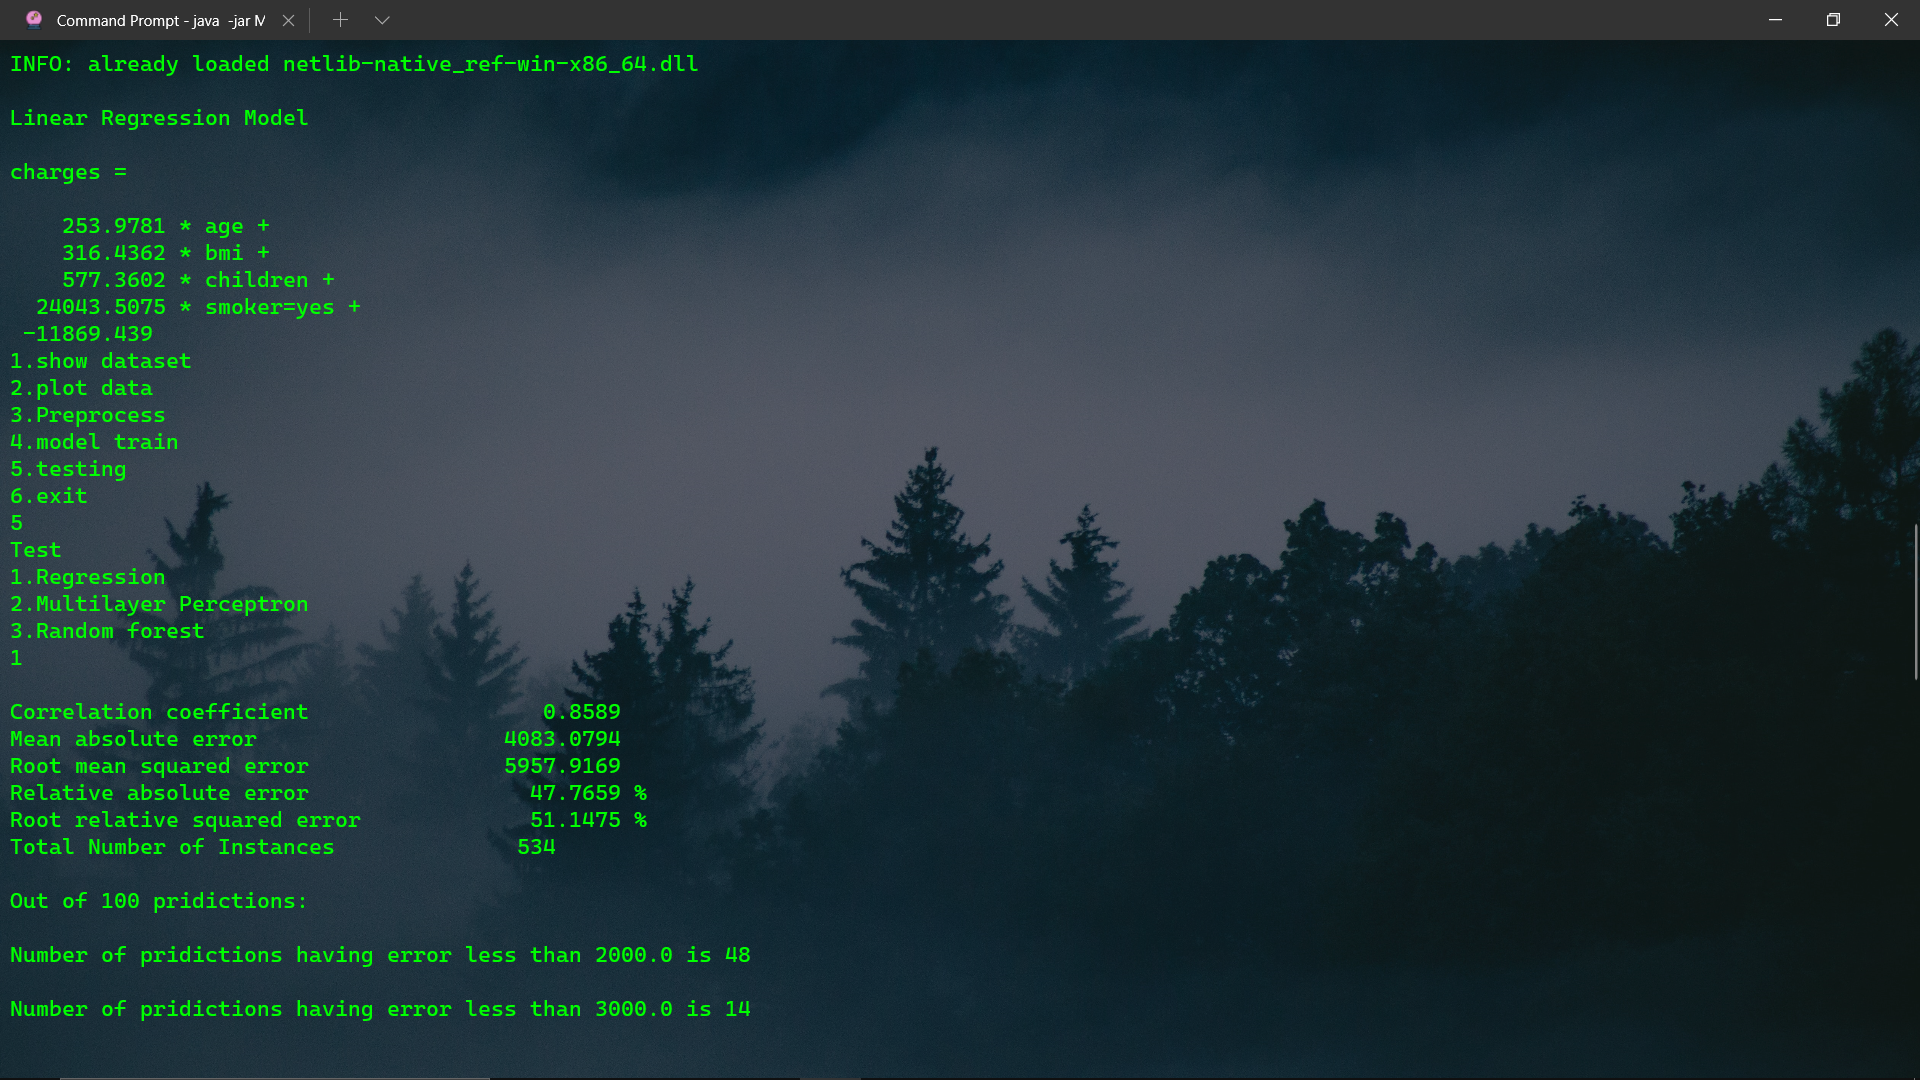 Command Prompt - java -jar M
INFO: already loaded netlib-native_ref-win-x86_64.dll
Linear Regression Model
charges =
253.9781 * age +
316.4362 * bmi +
577.3602 * children +
24043.5075 * smoker=yes +
-11869.439
1.show dataset
2.plot data
3.Preprocess
4.model train
5.testing
6.exit
5
Test
1.Regression
2.Multilayer Perceptron
3.Random forest
1
Correlation coefficient 0.8589
Mean absolute error 4083.0794
Root mean squared error 5957.9169
Relative absolute error 47.7659 %
Root relative squared error 51.1475 %
Total Number of Instances 534
Out of 100 pridictions:
Number of pridictions having error less than 2000.0 is 48
Number of pridictions having error less than 3000.0 is 14